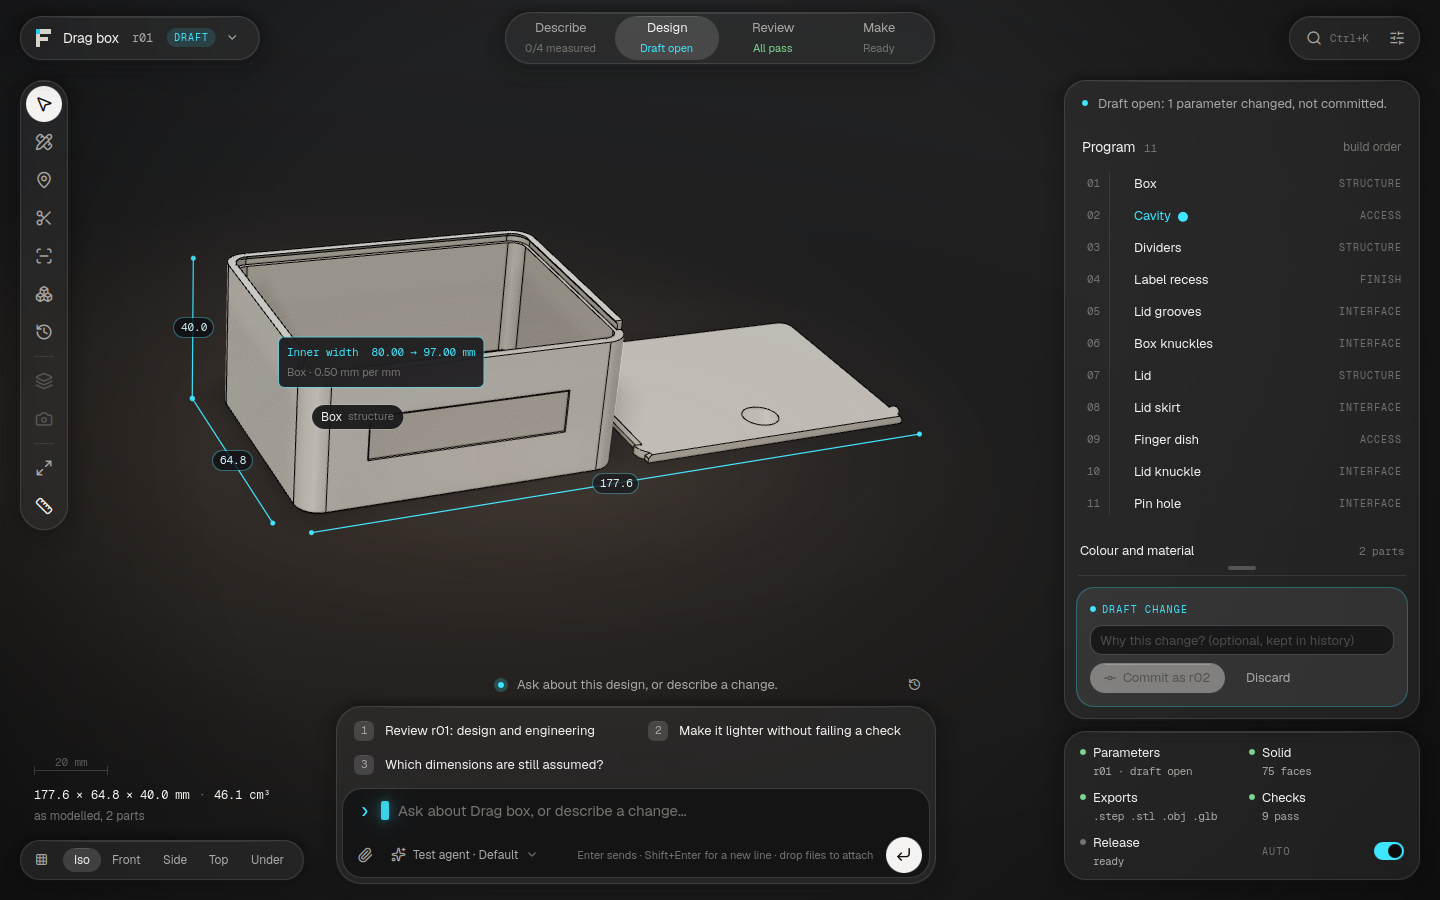 Drag box r01 DRAFT
Describe
0/4 measured
Design
Draft open
Review
All pass
Make
Ready
Ctrl+K
40.0
Inner width 80.00 → 97.00 mm
Box · 0.50 mm per mm
Box structure
64.8
177.6
Draft open: 1 parameter changed, not committed.
Program 11 build order
01 Box STRUCTURE
02 Cavity ACCESS
03 Dividers STRUCTURE
04 Label recess FINISH
05 Lid grooves INTERFACE
06 Box knuckles INTERFACE
07 Lid STRUCTURE
08 Lid skirt INTERFACE
09 Finger dish ACCESS
10 Lid knuckle INTERFACE
11 Pin hole INTERFACE
Colour and material 2 parts
DRAFT CHANGE
Why this change? (optional, kept in history)
Commit as r02 Discard
Parameters
r01 · draft open
Solid
75 faces
Exports
.step .stl .obj .glb
Checks
9 pass
Release
ready
AUTO
Ask about this design, or describe a change.
1 Review r01: design and engineering
2 Make it lighter without failing a check
3 Which dimensions are still assumed?
Ask about Drag box, or describe a change...
Test agent · Default
Enter sends · Shift+Enter for a new line · drop files to attach
20 mm
177.6 × 64.8 × 40.0 mm · 46.1 cm³
as modelled, 2 parts
Iso Front Side Top Under